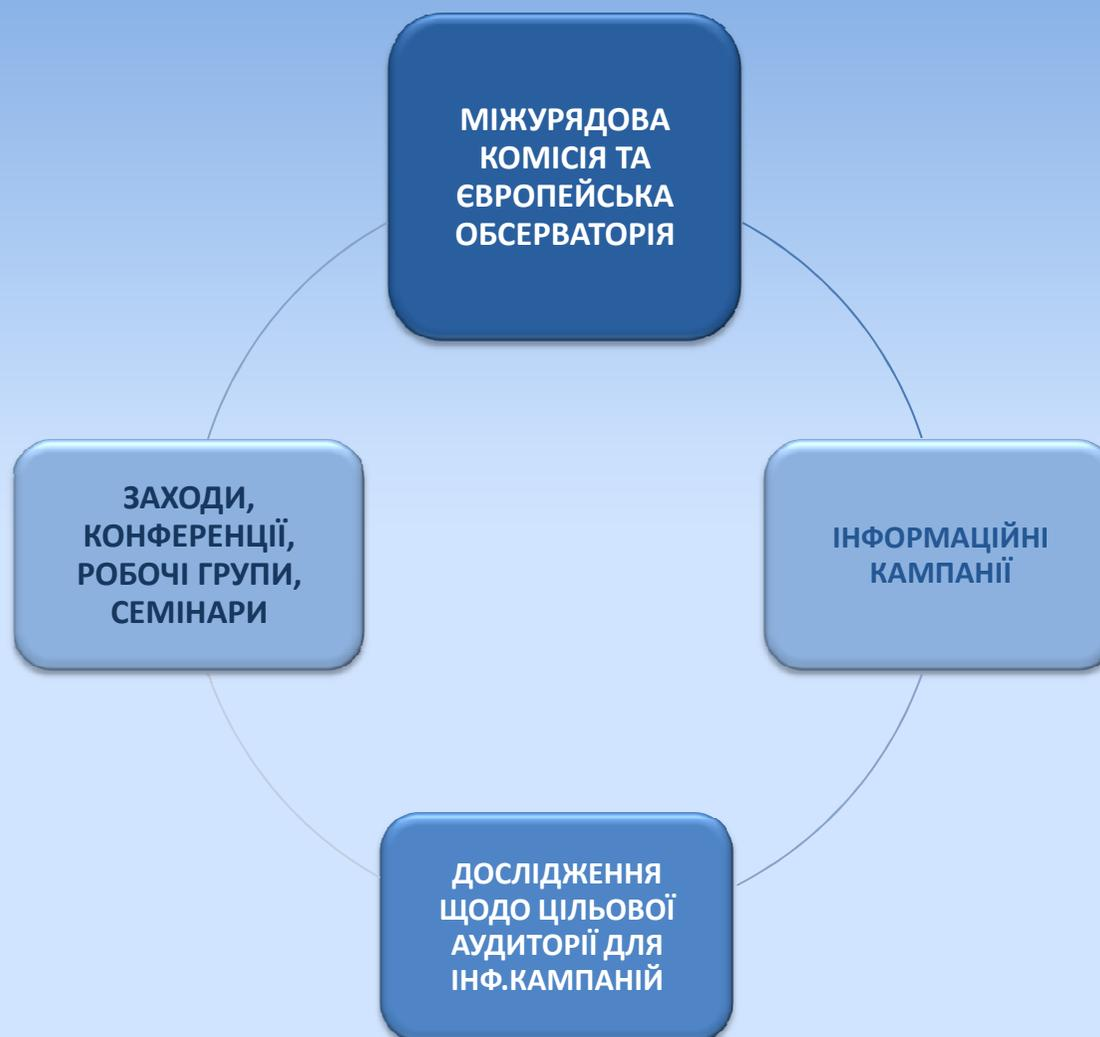 МІЖУРЯДОВА
КОМІСІЯ ТА
ЄВРОПЕЙСЬКА
ОБСЕРВАТОРІЯ
ЗАХОДИ,
КОНФЕРЕНЦІЇ,
РОБОЧІ ГРУПИ,
СЕМІНАРИ
ІНФОРМАЦІЙНІ
КАМПАНІЇ
ДОСЛІДЖЕННЯ
ЩОДО ЦІЛЬОВОЇ
АУДИТОРІЇ ДЛЯ
ІНФ.КАМПАНІЙ